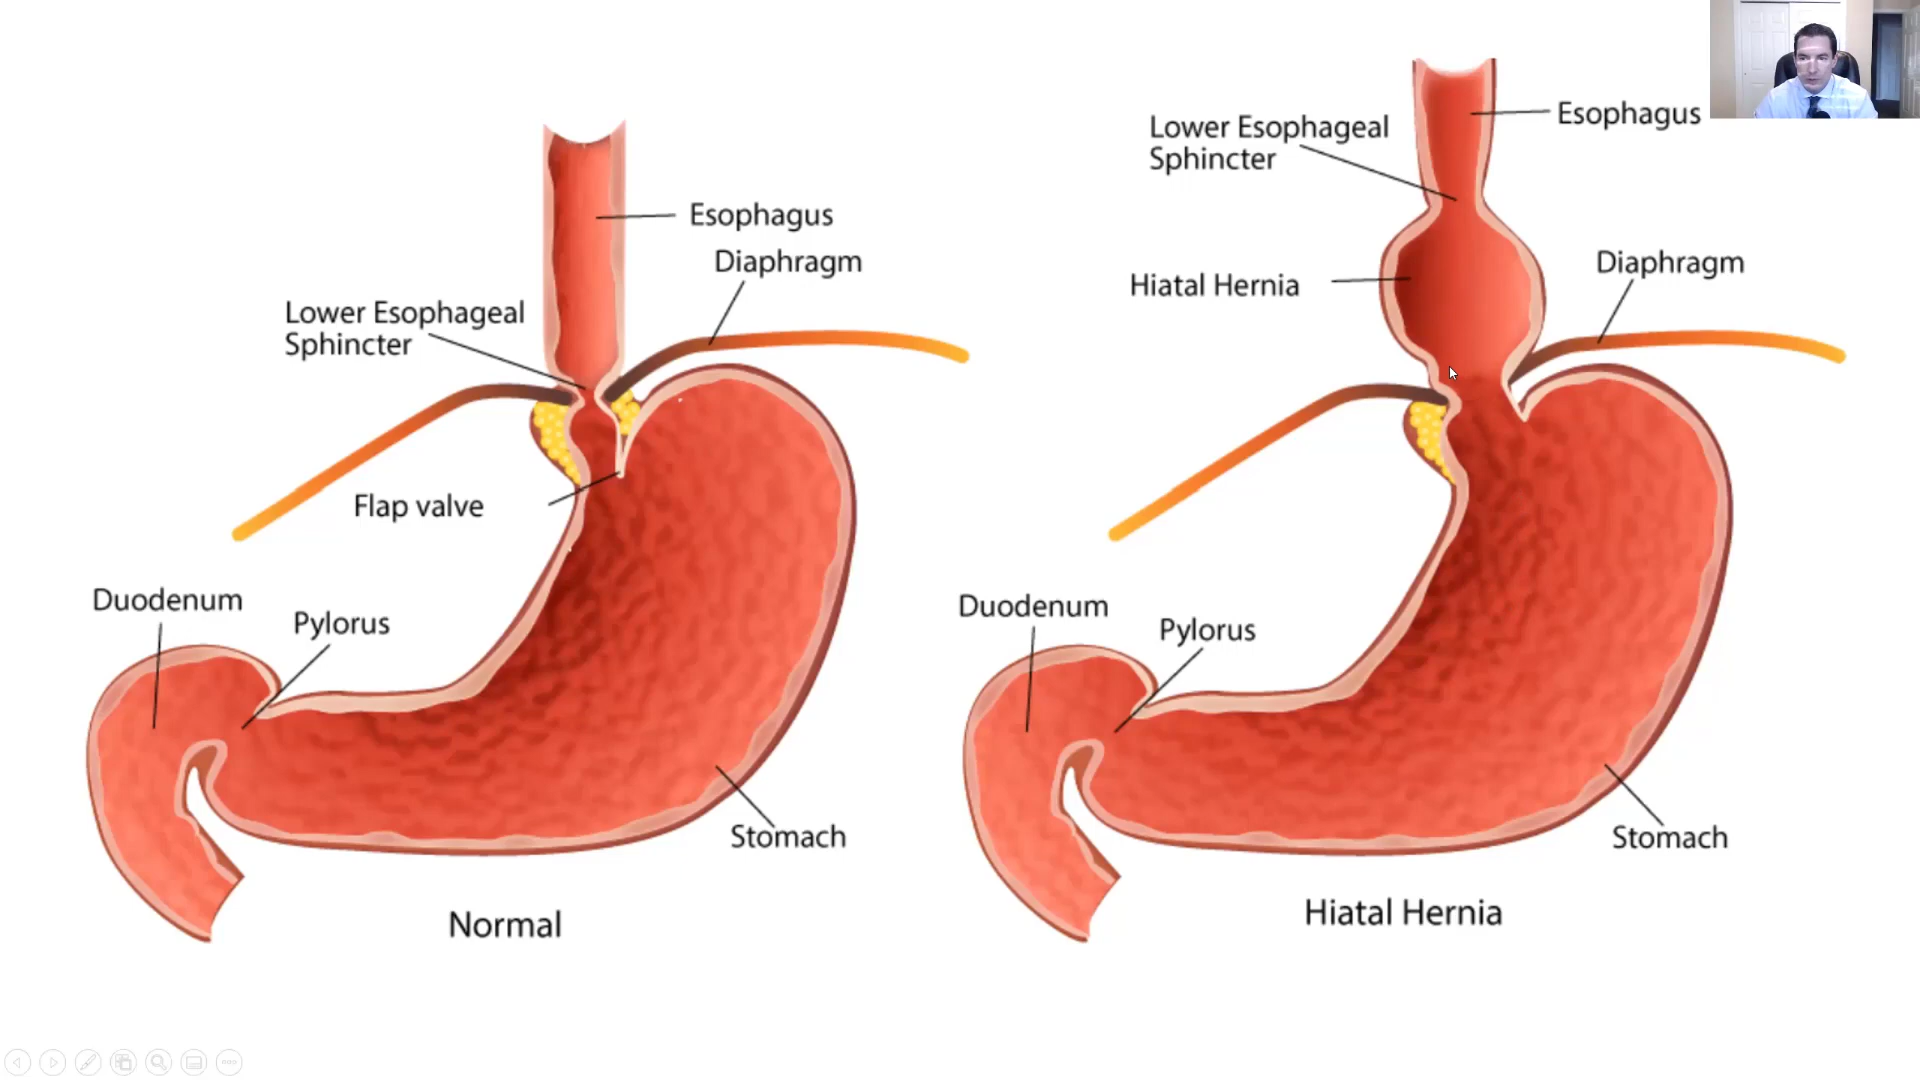 Esophagus
Diaphragm
Lower Esophageal
Sphincter
Flap valve
Duodenum
Pylorus
Stomach
Normal
Esophagus
Lower Esophageal
Sphincter
Hiatal Hernia
Diaphragm
Duodenum
Pylorus
Stomach
Hiatal Hernia